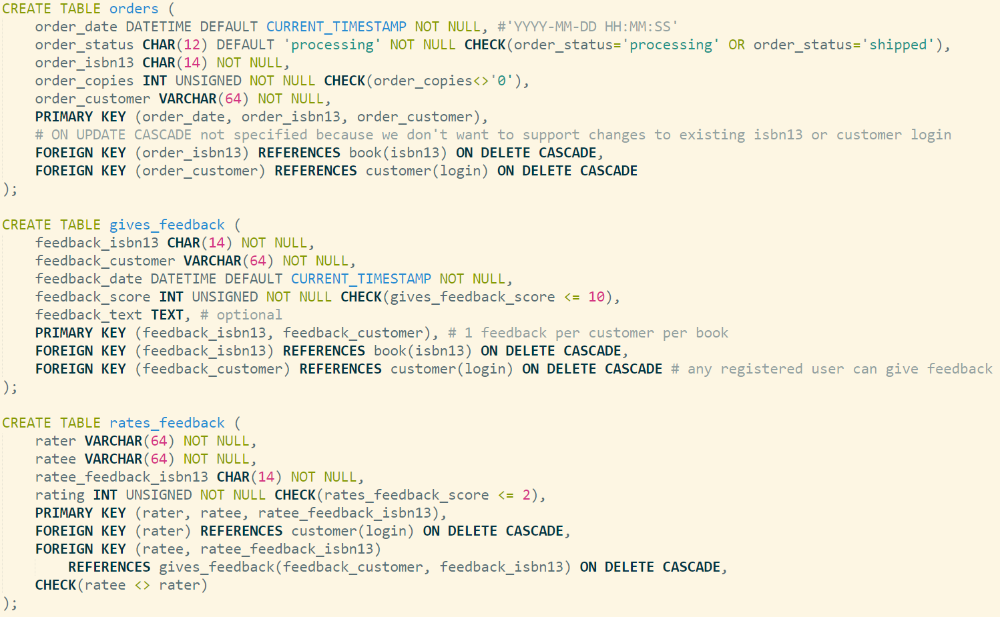 CREATE TABLE orders (
    order_date DATETIME DEFAULT CURRENT_TIMESTAMP NOT NULL, #'YYYY-MM-DD HH:MM:SS'
    order_status CHAR(12) DEFAULT 'processing' NOT NULL CHECK(order_status='processing' OR order_status='shipped'),
    order_isbn13 CHAR(14) NOT NULL,
    order_copies INT UNSIGNED NOT NULL CHECK(order_copies<>'0'),
    order_customer VARCHAR(64) NOT NULL,
    PRIMARY KEY (order_date, order_isbn13, order_customer),
    # ON UPDATE CASCADE not specified because we don't want to support changes to existing isbn13 or customer login
    FOREIGN KEY (order_isbn13) REFERENCES book(isbn13) ON DELETE CASCADE,
    FOREIGN KEY (order_customer) REFERENCES customer(login) ON DELETE CASCADE
);

CREATE TABLE gives_feedback (
    feedback_isbn13 CHAR(14) NOT NULL,
    feedback_customer VARCHAR(64) NOT NULL,
    feedback_date DATETIME DEFAULT CURRENT_TIMESTAMP NOT NULL,
    feedback_score INT UNSIGNED NOT NULL CHECK(gives_feedback_score <= 10),
    feedback_text TEXT, # optional
    PRIMARY KEY (feedback_isbn13, feedback_customer), # 1 feedback per customer per book
    FOREIGN KEY (feedback_isbn13) REFERENCES book(isbn13) ON DELETE CASCADE,
    FOREIGN KEY (feedback_customer) REFERENCES customer(login) ON DELETE CASCADE # any registered user can give feedback
);

CREATE TABLE rates_feedback (
    rater VARCHAR(64) NOT NULL,
    ratee VARCHAR(64) NOT NULL,
    ratee_feedback_isbn13 CHAR(14) NOT NULL,
    rating INT UNSIGNED NOT NULL CHECK(rates_feedback_score <= 2),
    PRIMARY KEY (rater, ratee, ratee_feedback_isbn13),
    FOREIGN KEY (rater) REFERENCES customer(login) ON DELETE CASCADE,
    FOREIGN KEY (ratee, ratee_feedback_isbn13)
        REFERENCES gives_feedback(feedback_customer, feedback_isbn13) ON DELETE CASCADE,
    CHECK(ratee <> rater)
);